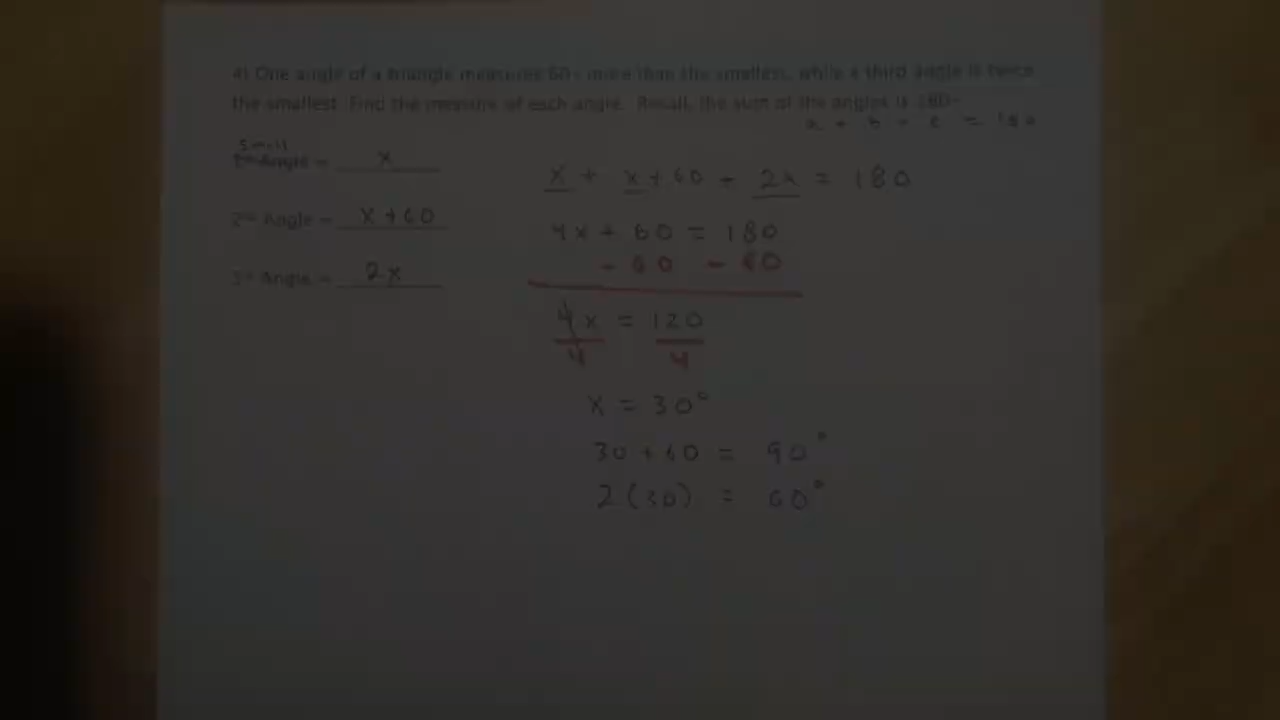 4) One angle of a triangle measures 60° more than the smallest, while a third angle is twice
the smallest. Find the measure of each angle. Recall, the sum of the angles is 180°
a + b + c = 180
Small
1st Angle = x
2nd Angle = x + 60
3rd Angle = 2x
x + x + 60 + 2x = 180
4x + 60 = 180
- 60 - 60
4x = 120
4 4
x = 30°
30 + 60 = 90°
2(30) = 60°